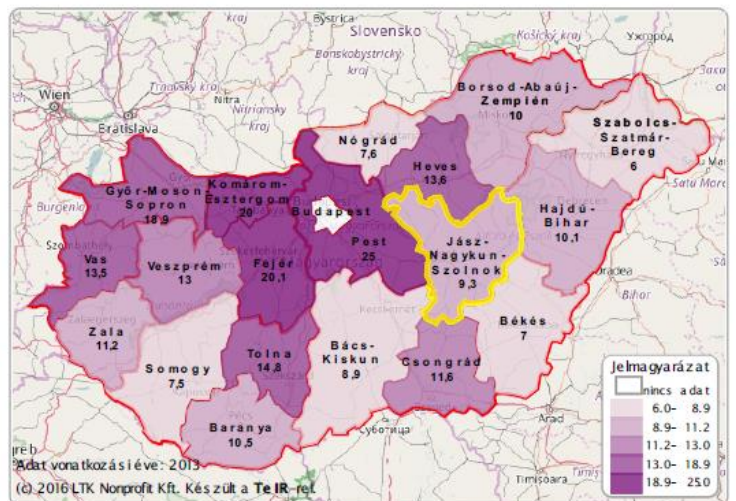 kraj
Bystrica
Slovensko
Košický kraj
Ужгород
Banskobystrický
kraj
Trnavský kraj
Nitra
Nitriansky
kraj
Wien
Bratislava
Borsod-Abaúj-
Zemplén
10
Szabolcs-
Szatmár-
Bereg
6
Nógrád
7,6
Heves
13,6
Satu Mare
Győr-Moson-
Sopron
18,9
Komárom-
Esztergom
20
Budapest
Pest
25
Hajdú-
Bihar
10,1
Jász-
Nagykun-
Szolnok
9,3
Burgenland
Szombathely
Vas
13,5
Veszprém
13
Fejér
20,1
Oradea
Bihor
Zala
11,2
Somogy
7,5
Tolna
14,8
Bács-
Kiskun
8,9
Csongrád
11,6
Békés
7
Baranya
10,5
Суботица
Arad
Timișoara
Jelmagyarázat
nincs adat
6.0- 8.9
8.9- 11.2
11.2- 13.0
13.0- 18.9
18.9- 25.0
Adat vonatkozási éve: 2013
(c) 2016 LTK Nonprofit Kft. Készült a TeIR-rel